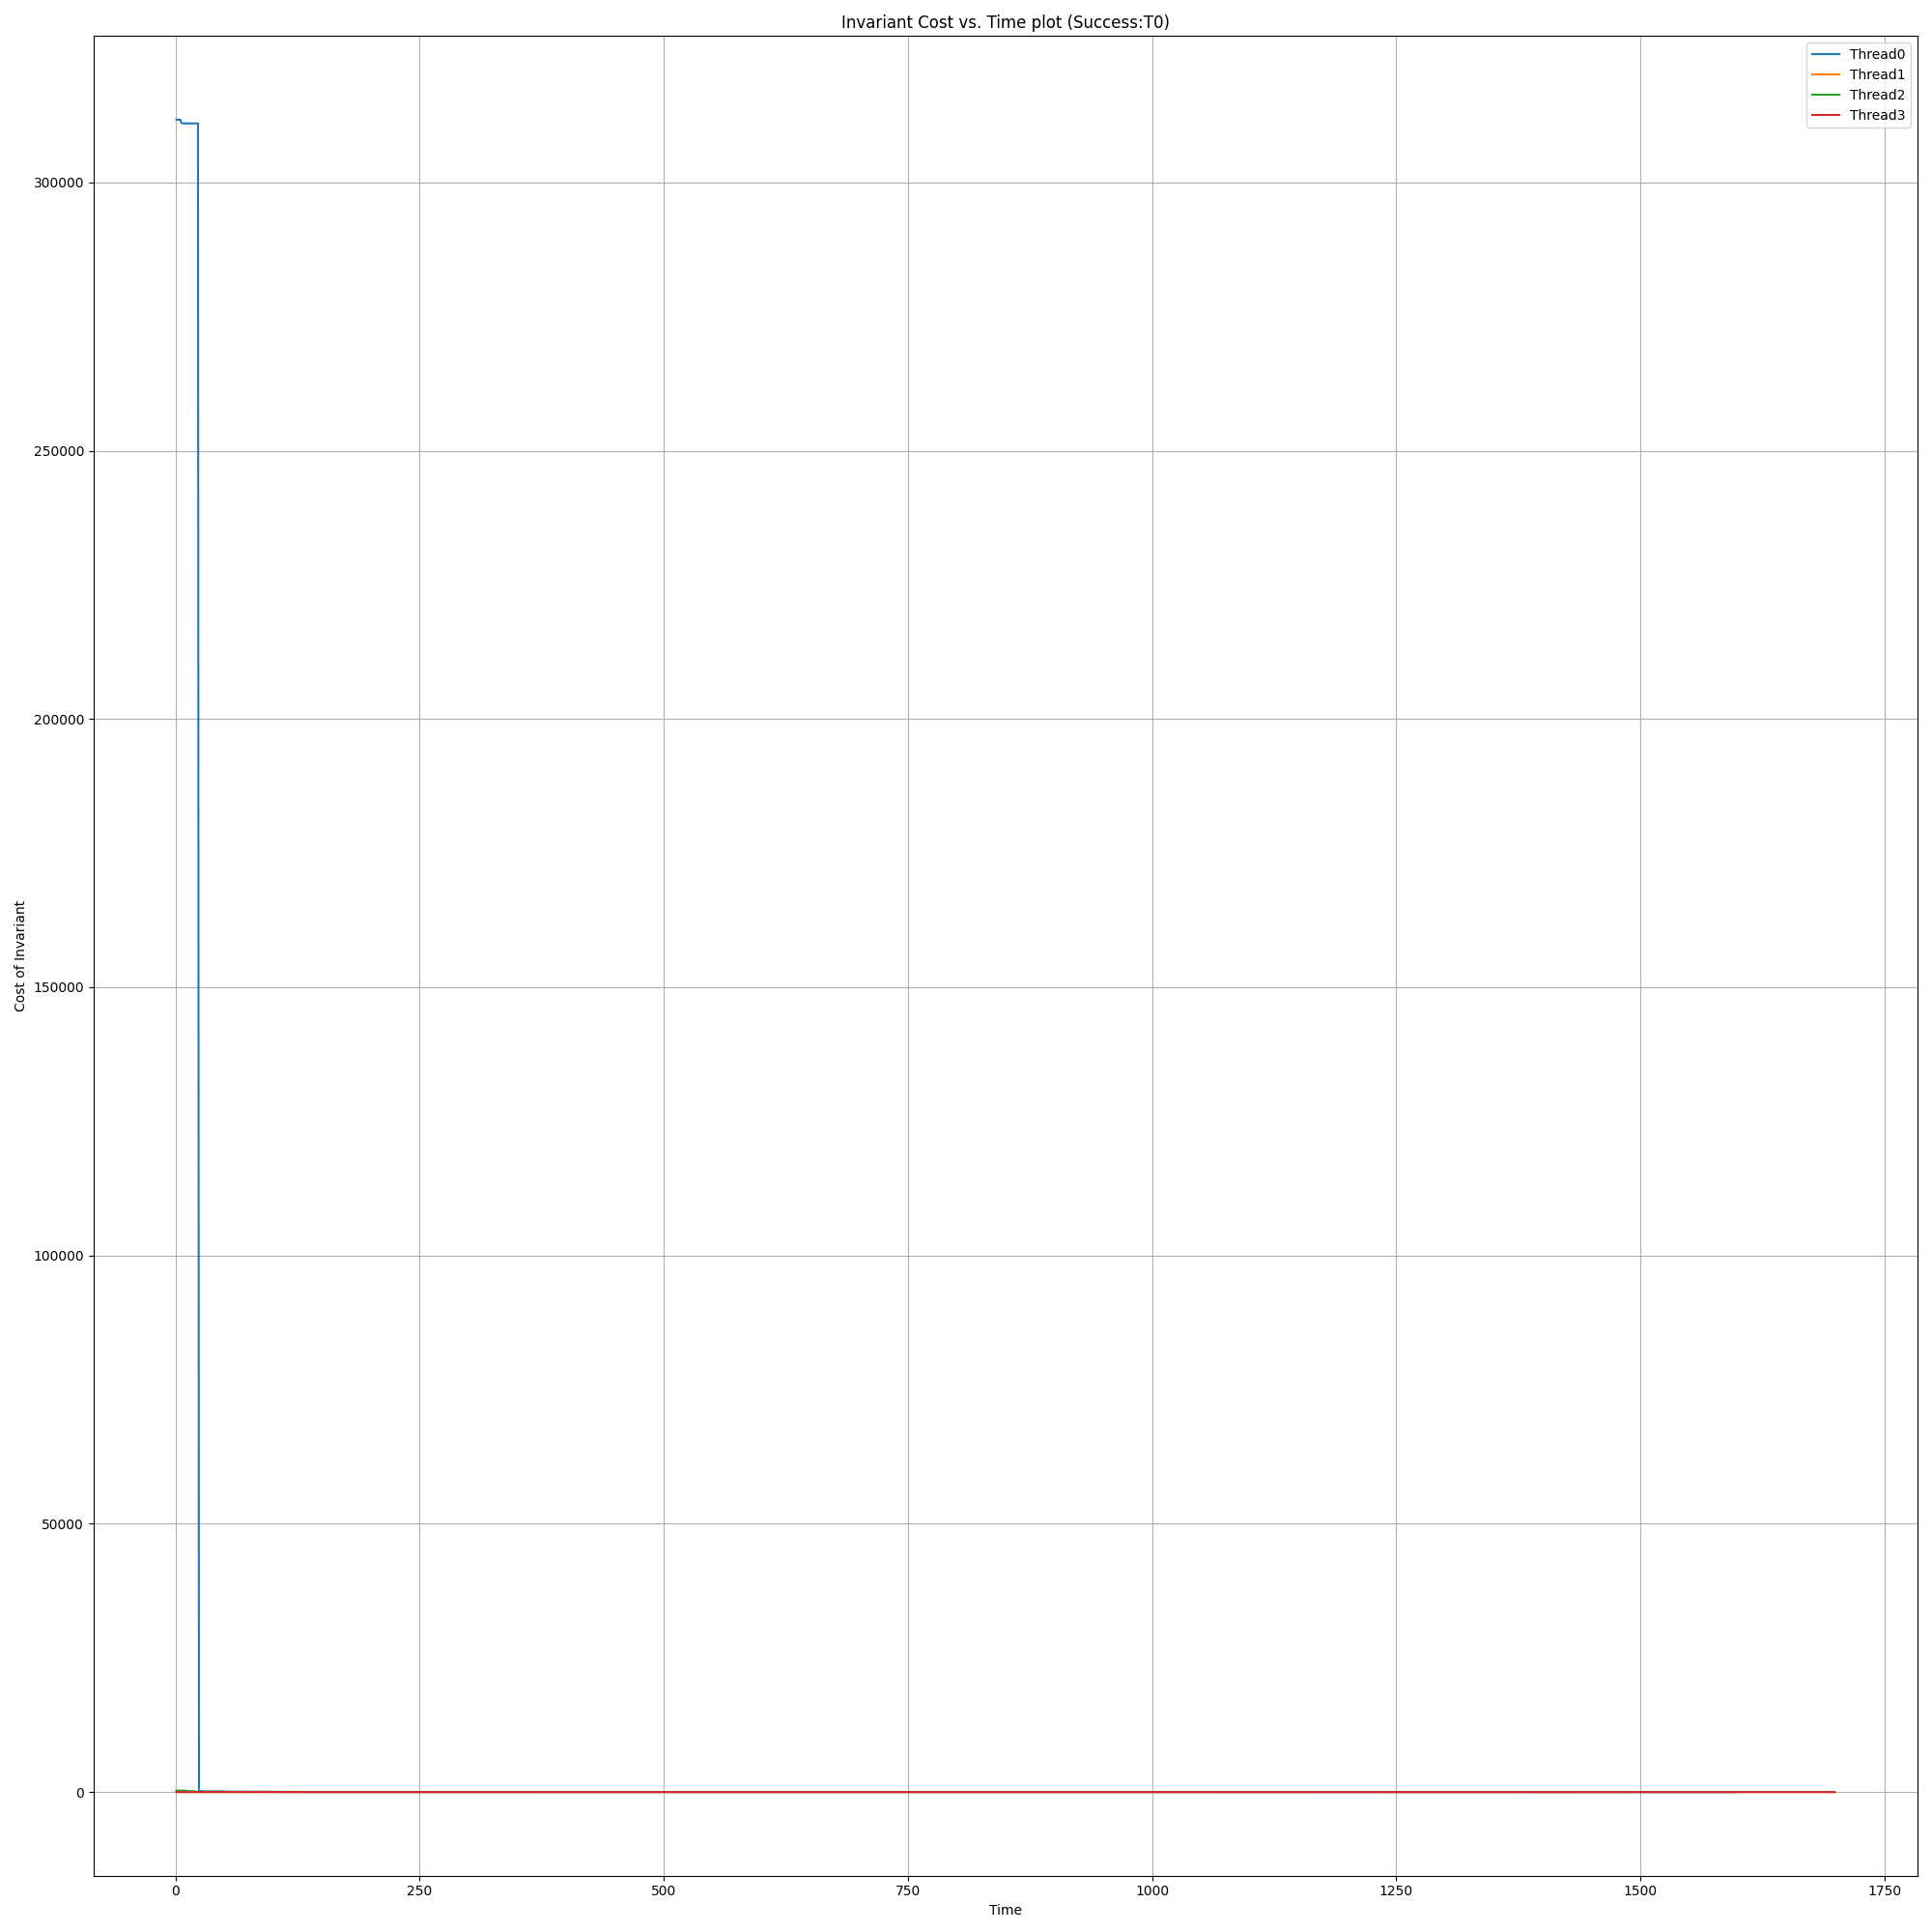 Invariant Cost vs. Time plot (Success:T0)
Thread0
Thread1
Thread2
Thread3
300000
250000
200000
150000
100000
50000
0
Cost of Invariant
0 250 500 750 1000 1250 1500 1750
Time